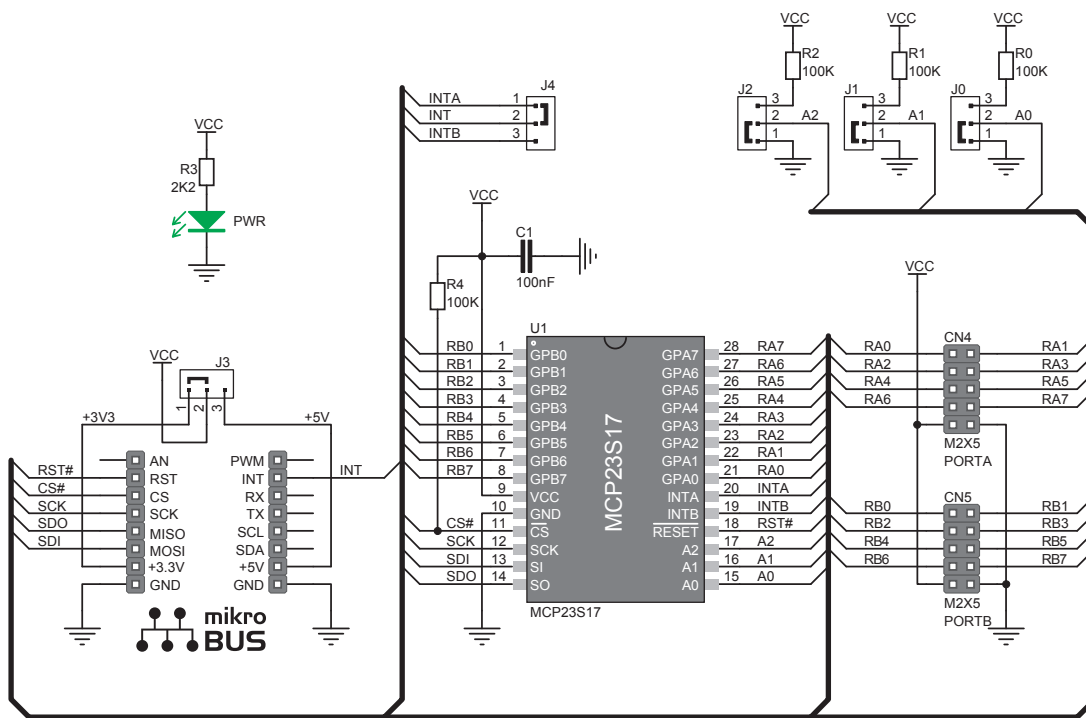 VCC
R2
100K
VCC
R1
100K
VCC
R0
100K
J4
INTA 1
INT 2
INTB 3
J2
3
2 A2
1
J1
3
2 A1
1
J0
3
2 A0
1
VCC
R3
2K2
PWR
VCC
C1
100nF
R4
100K
VCC
VCC
J3
1 2 3
+3V3
+5V
AN
RST# RST
CS# CS
SCK SCK
SDO MISO
SDI MOSI
+3.3V
GND
PWM
INT INT
RX
TX
SCL
SDA
+5V
GND
mikro
BUS
U1
RB0 1 GPB0
RB1 2 GPB1
RB2 3 GPB2
RB3 4 GPB3
RB4 5 GPB4
RB5 6 GPB5
RB6 7 GPB6
RB7 8 GPB7
9 VCC
10 GND
CS# 11 CS
SCK 12 SCK
SDI 13 SI
SDO 14 SO
MCP23S17
GPA7 28 RA7
GPA6 27 RA6
GPA5 26 RA5
GPA4 25 RA4
GPA3 24 RA3
GPA2 23 RA2
GPA1 22 RA1
GPA0 21 RA0
INTA 20 INTA
INTB 19 INTB
RESET 18 RST#
A2 17 A2
A1 16 A1
A0 15 A0
MCP23S17
CN4
RA0 RA1
RA2 RA3
RA4 RA5
RA6 RA7
M2X5
PORTA
CN5
RB0 RB1
RB2 RB3
RB4 RB5
RB6 RB7
M2X5
PORTB